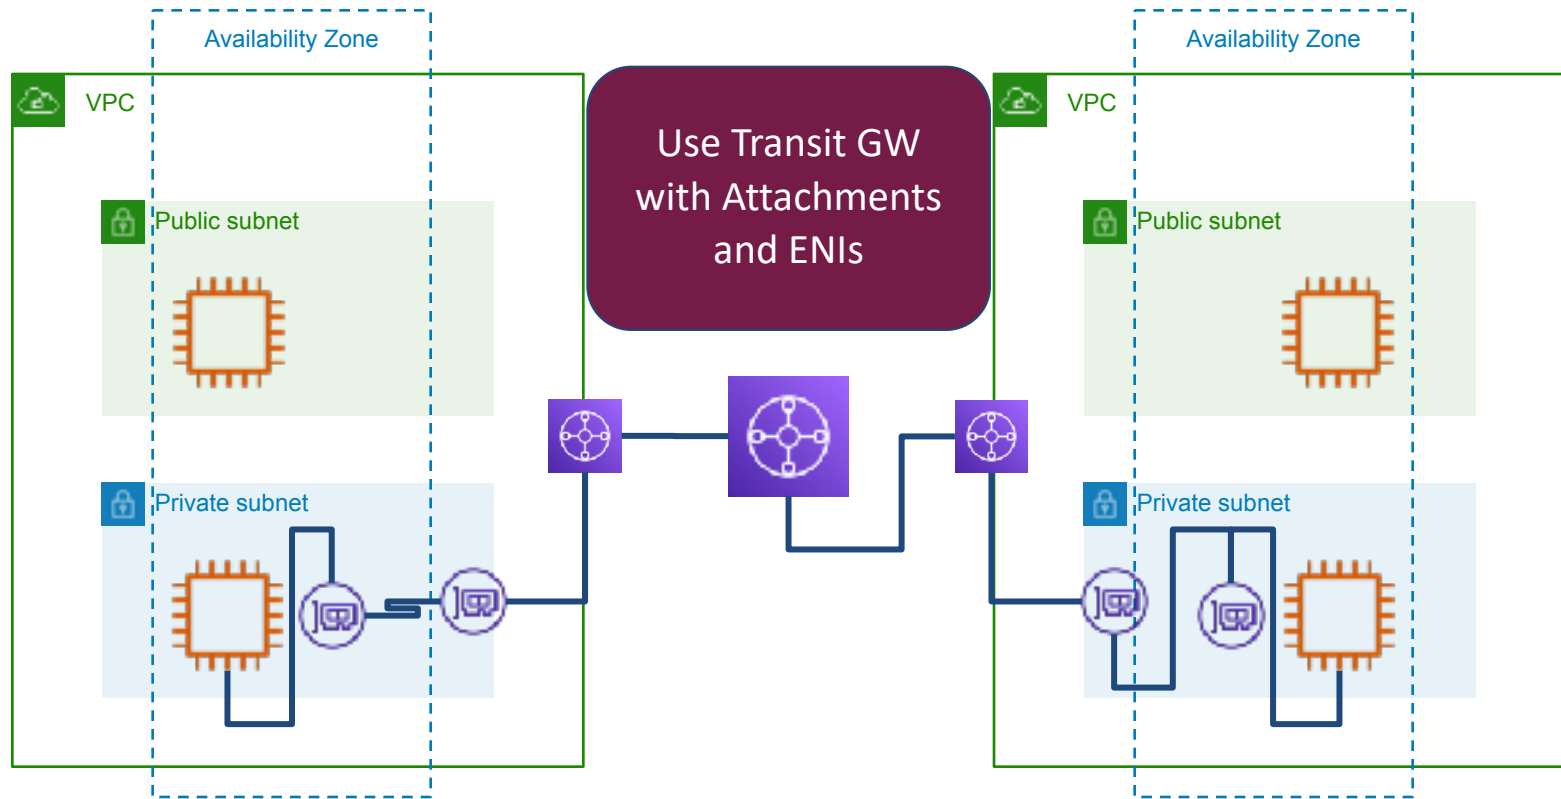 Availability Zone
Availability Zone
VPC
VPC
Use Transit GW
with Attachments
and ENIs
Public subnet
Public subnet
Private subnet
Private subnet